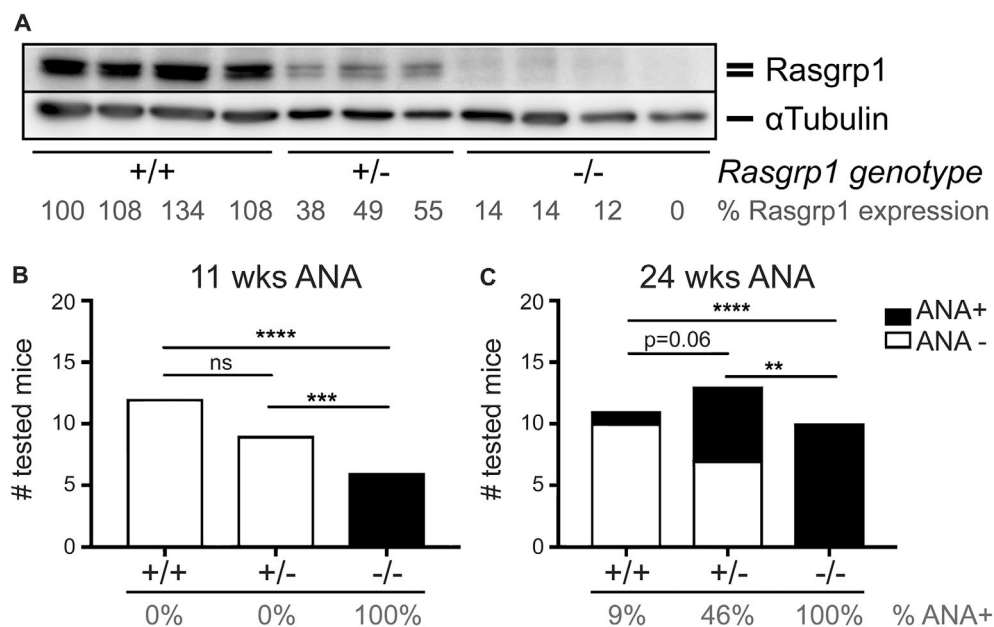 A
Rasgrp1
αTubulin
+/+ +/- -/- Rasgrp1 genotype
100 108 134 108 38 49 55 14 14 12 0 % Rasgrp1 expression
B 11 wks ANA
# tested mice
20
15
10
5
0
****
ns
***
+/+ +/- -/-
0% 0% 100%
C 24 wks ANA
# tested mice
20
15
10
5
0
****
p=0.06
**
ANA+
ANA -
+/+ +/- -/-
9% 46% 100% % ANA+